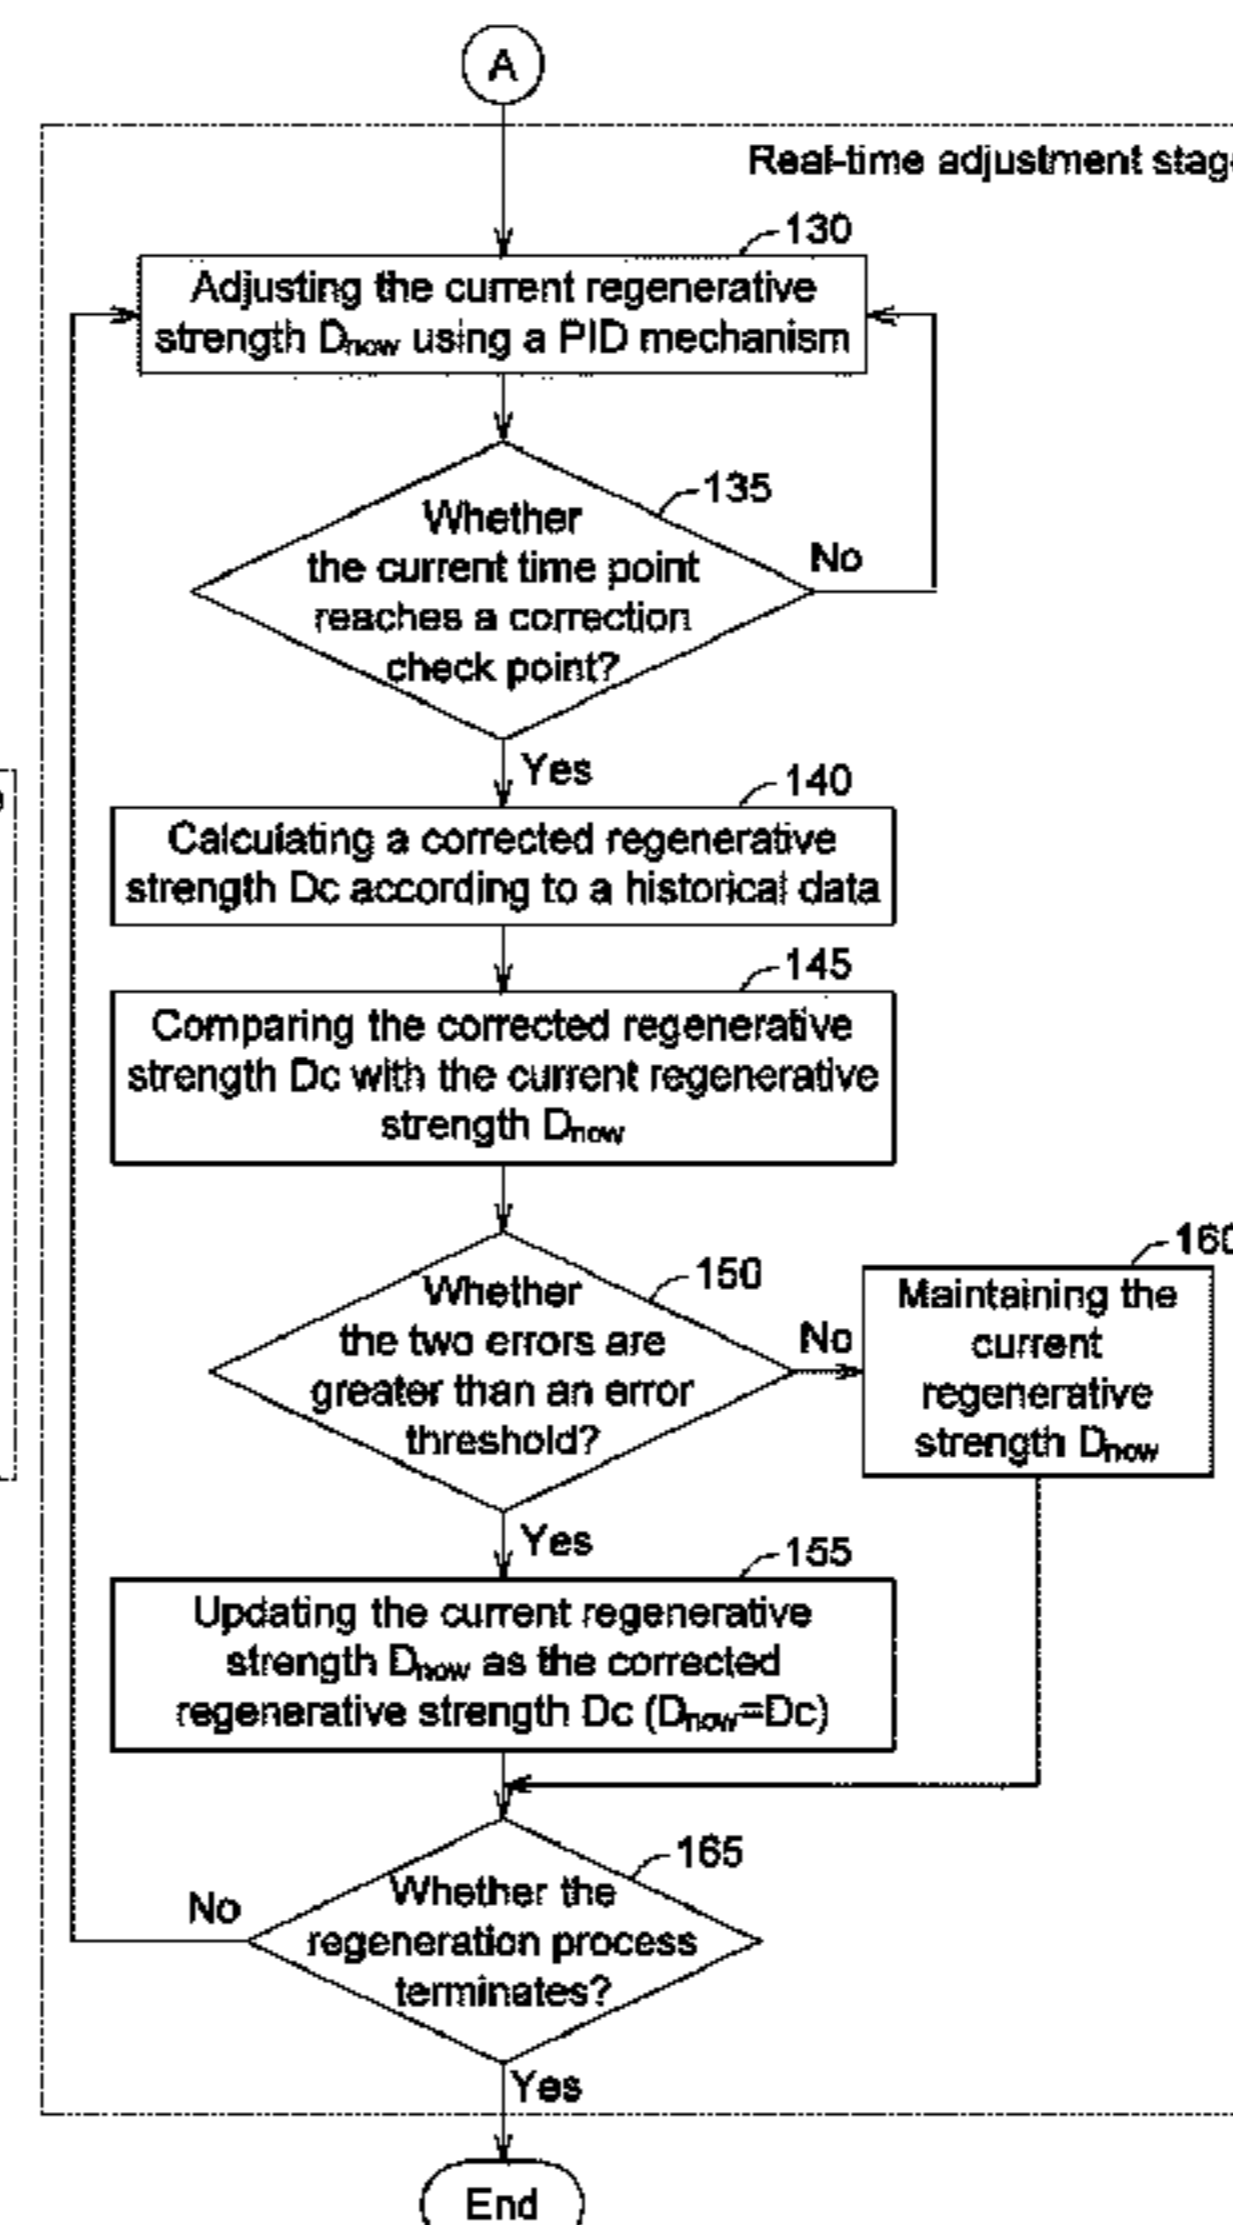 A
Real-time adjustment stag
130
Adjusting the current regenerative
strength Dnow using a PID mechanism
135
Whether
the current time point
reaches a correction
check point?
No
Yes
140
Calculating a corrected regenerative
strength Dc according to a historical data
145
Comparing the corrected regenerative
strength Dc with the current regenerative
strength Dnow
150
Whether
the two errors are
greater than an error
threshold?
No
160
Maintaining the
current
regenerative
strength Dnow
Yes
155
Updating the current regenerative
strength Dnow as the corrected
regenerative strength Dc (Dnow=Dc)
165
Whether the
regeneration process
terminates?
No
Yes
End